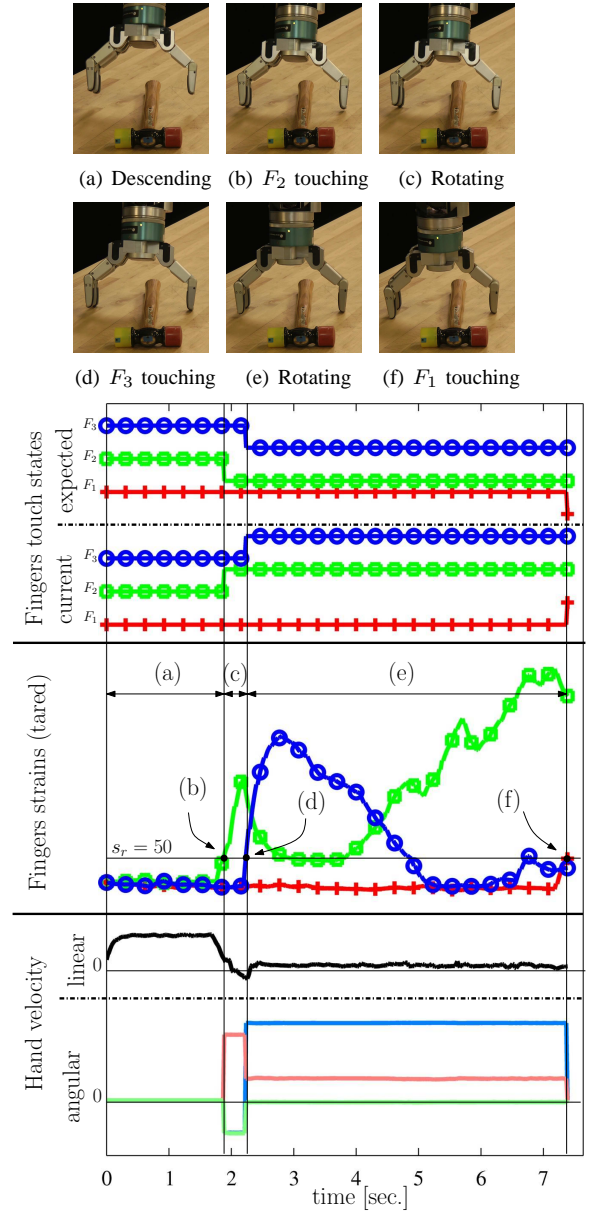 (a) Descending (b) F₂ touching (c) Rotating
(d) F₃ touching (e) Rotating (f) F₁ touching
Fingers touch states
expected
F₃
F₂
F₁
current
F₃
F₂
F₁
Fingers strains (tared)
(a) (c) (e)
(b)
(d)
(f)
sᵣ = 50
Hand velocity
linear
0
angular
0
0 1 2 3 4 5 6 7
time [sec.]